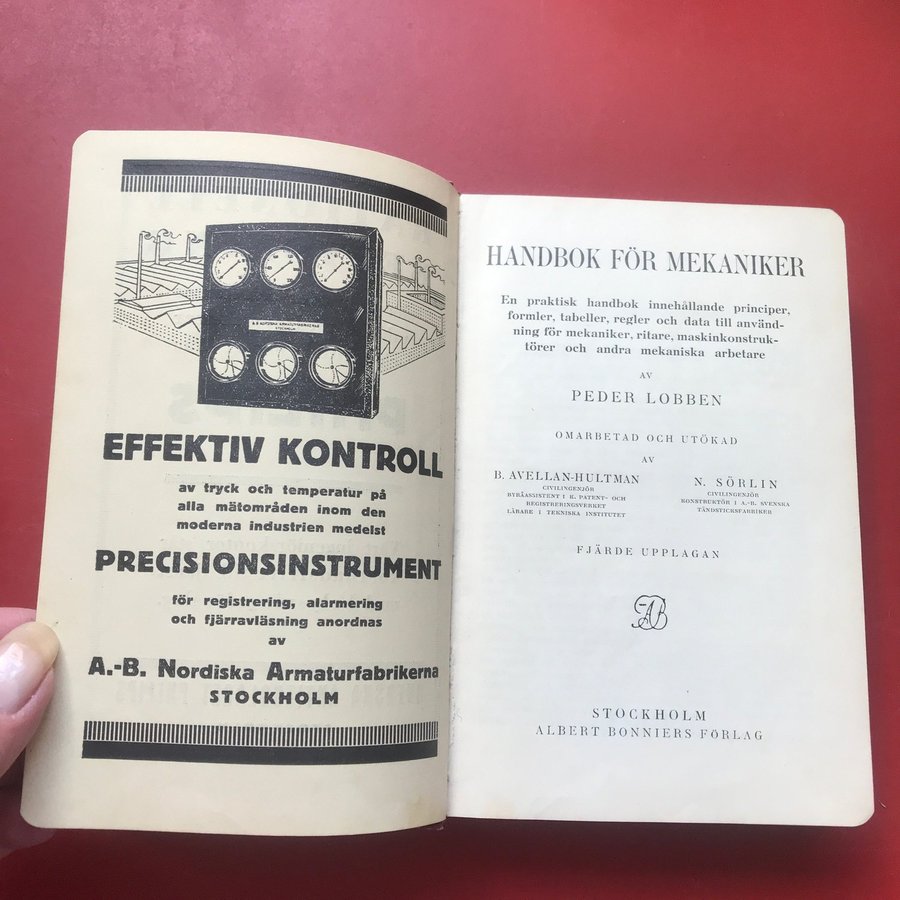 A.-B. NORDISKA ARMATURFABRIKERNA
STOCKHOLM
EFFEKTIV KONTROLL
av tryck och temperatur på
alla mätområden inom den
moderna industrien medelst
PRECISIONSINSTRUMENT
för registrering, alarmering
och fjärravläsning anordnas
av
A.-B. Nordiska Armaturfabrikerna
STOCKHOLM
HANDBOK FÖR MEKANIKER
En praktisk handbok innehållande principer,
formler, tabeller, regler och data till använd-
ning för mekaniker, ritare, maskinkonstruk-
törer och andra mekaniska arbetare
AV
PEDER LOBBEN
OMARBETAD OCH UTÖKAD
AV
B. AVELLAN-HULTMAN
CIVILINGENJÖR
BYRÅASSISTENT I K. PATENT- OCH
REGISTRERINGSVERKET
LÄRARE I TEKNISKA INSTITUTET
N. SÖRLIN
CIVILINGENJÖR
KONSTRUKTÖR I A.-B. SVENSKA
TÄNDSTICKSFABRIKER
FJÄRDE UPPLAGAN
STOCKHOLM
ALBERT BONNIERS FÖRLAG